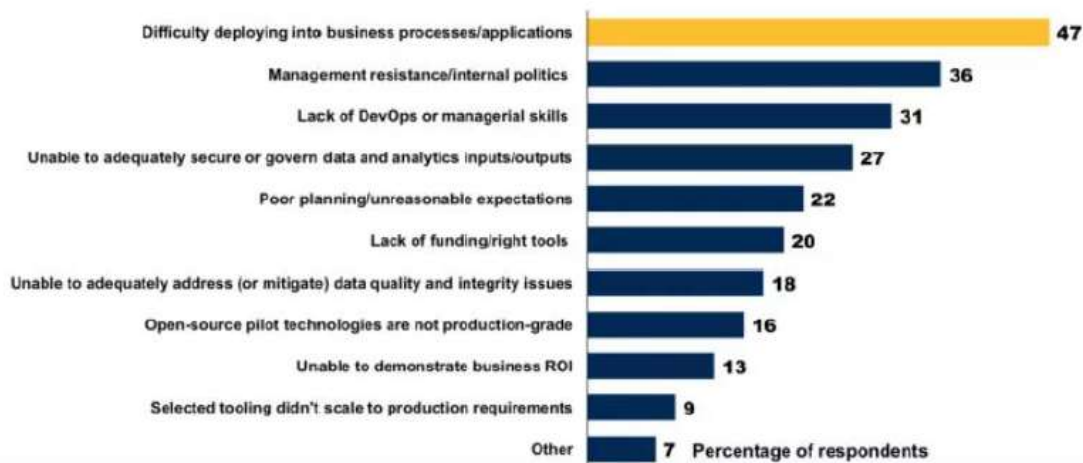 Difficulty deploying into business processes/applications 47
Management resistance/internal politics 36
Lack of DevOps or managerial skills 31
Unable to adequately secure or govern data and analytics inputs/outputs 27
Poor planning/unreasonable expectations 22
Lack of funding/right tools 20
Unable to adequately address (or mitigate) data quality and integrity issues 18
Open-source pilot technologies are not production-grade 16
Unable to demonstrate business ROI 13
Selected tooling didn't scale to production requirements 9
Other 7 Percentage of respondents